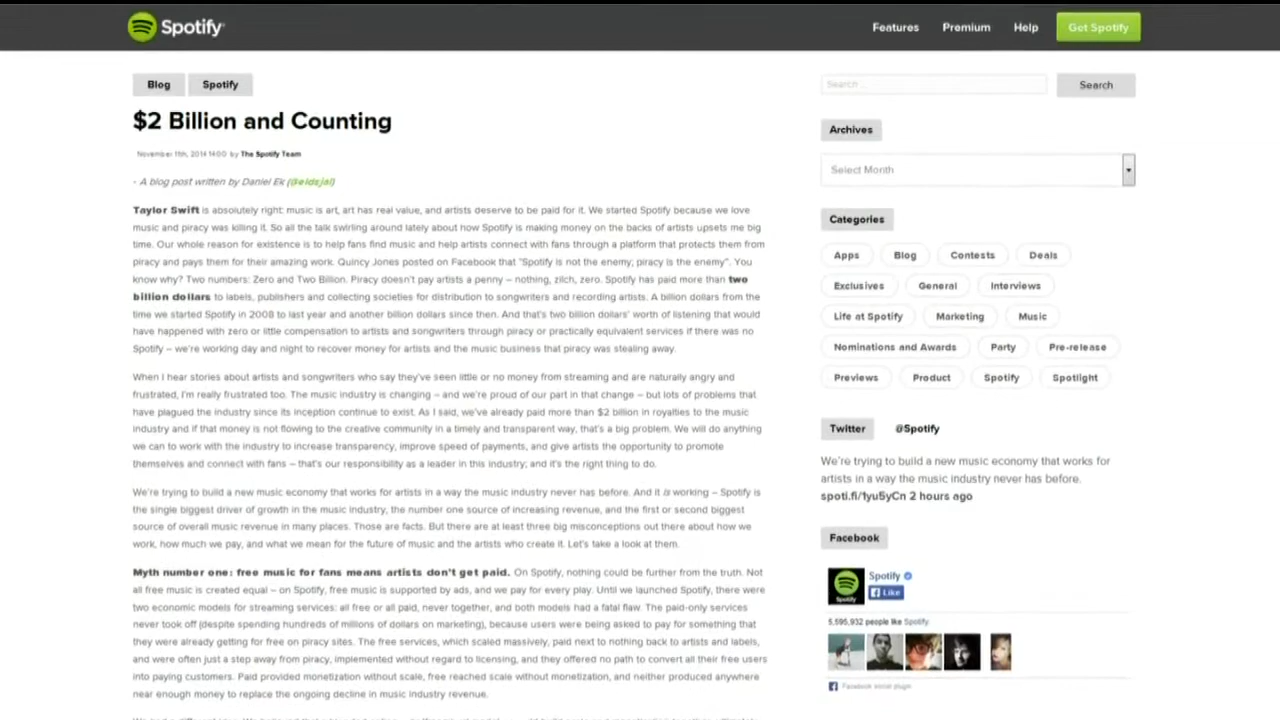 Spotify
Features Premium Help Get Spotify
Blog Spotify
$2 Billion and Counting
November 11th, 2014 14:00 by The Spotify Team
- A blog post written by Daniel Ek (@eldsjal)
Taylor Swift is absolutely right: music is art, art has real value, and artists deserve to be paid for it. We started Spotify because we love
music and piracy was killing it. So all the talk swirling around lately about how Spotify is making money on the backs of artists upsets me big
time. Our whole reason for existence is to help fans find music and help artists connect with fans through a platform that protects them from
piracy and pays them for their amazing work. Quincy Jones posted on Facebook that "Spotify is not the enemy; piracy is the enemy". You
know why? Two numbers: Zero and Two Billion. Piracy doesn't pay artists a penny – nothing, zilch, zero. Spotify has paid more than two
billion dollars to labels, publishers and collecting societies for distribution to songwriters and recording artists. A billion dollars from the
time we started Spotify in 2008 to last year and another billion dollars since then. And that's two billion dollars' worth of listening that would
have happened with zero or little compensation to artists and songwriters through piracy or practically equivalent services if there was no
Spotify – we're working day and night to recover money for artists and the music business that piracy was stealing away.
When I hear stories about artists and songwriters who say they've seen little or no money from streaming and are naturally angry and
frustrated, I'm really frustrated too. The music industry is changing – and we're proud of our part in that change – but lots of problems that
have plagued the industry since its inception continue to exist. As I said, we've already paid more than $2 billion in royalties to the music
industry and if that money is not flowing to the creative community in a timely and transparent way, that's a big problem. We will do anything
we can to work with the industry to increase transparency, improve speed of payments, and give artists the opportunity to promote
themselves and connect with fans – that's our responsibility as a leader in this industry; and it's the right thing to do.
We're trying to build a new music economy that works for artists in a way the music industry never has before. And it is working – Spotify is
the single biggest driver of growth in the music industry, the number one source of increasing revenue, and the first or second biggest
source of overall music revenue in many places. Those are facts. But there are at least three big misconceptions out there about how we
work, how much we pay, and what we mean for the future of music and the artists who create it. Let's take a look at them.
Myth number one: free music for fans means artists don't get paid. On Spotify, nothing could be further from the truth. Not
all free music is created equal – on Spotify, free music is supported by ads, and we pay for every play. Until we launched Spotify, there were
two economic models for streaming services: all free or all paid, never together, and both models had a fatal flaw. The paid-only services
never took off (despite spending hundreds of millions of dollars on marketing), because users were being asked to pay for something that
they were already getting for free on piracy sites. The free services, which scaled massively, paid next to nothing back to artists and labels,
and were often just a step away from piracy, implemented without regard to licensing, and they offered no path to convert all their free users
into paying customers. Paid provided monetization without scale, free reached scale without monetization, and neither produced anywhere
near enough money to replace the ongoing decline in music industry revenue.
Search... Search
Archives
Select Month
Categories
Apps Blog Contests Deals
Exclusives General Interviews
Life at Spotify Marketing Music
Nominations and Awards Party Pre-release
Previews Product Spotify Spotlight
Twitter @Spotify
We're trying to build a new music economy that works for
artists in a way the music industry never has before.
spoti.fi/1yu5yCn 2 hours ago
Facebook
Spotify
Like
5,595,932 people like Spotify.
Facebook social plugin